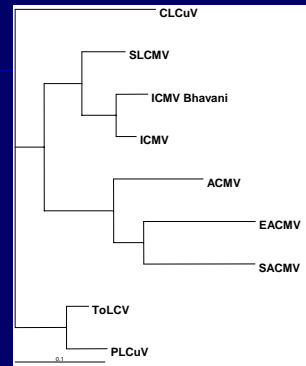 CLCuV
SLCMV
ICMV Bhavani
ICMV
ACMV
EACMV
SACMV
ToLCV
PLCuV
0.1